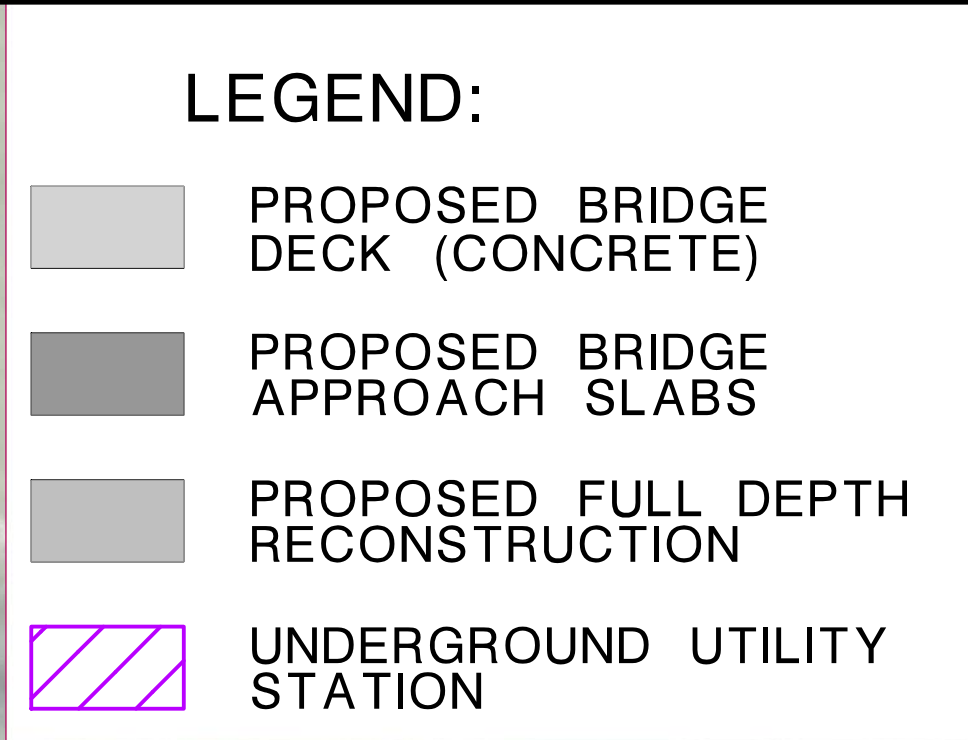 LEGEND:
PROPOSED BRIDGE
DECK (CONCRETE)
PROPOSED BRIDGE
APPROACH SLABS
PROPOSED FULL DEPTH
RECONSTRUCTION
UNDERGROUND UTILITY
STATION